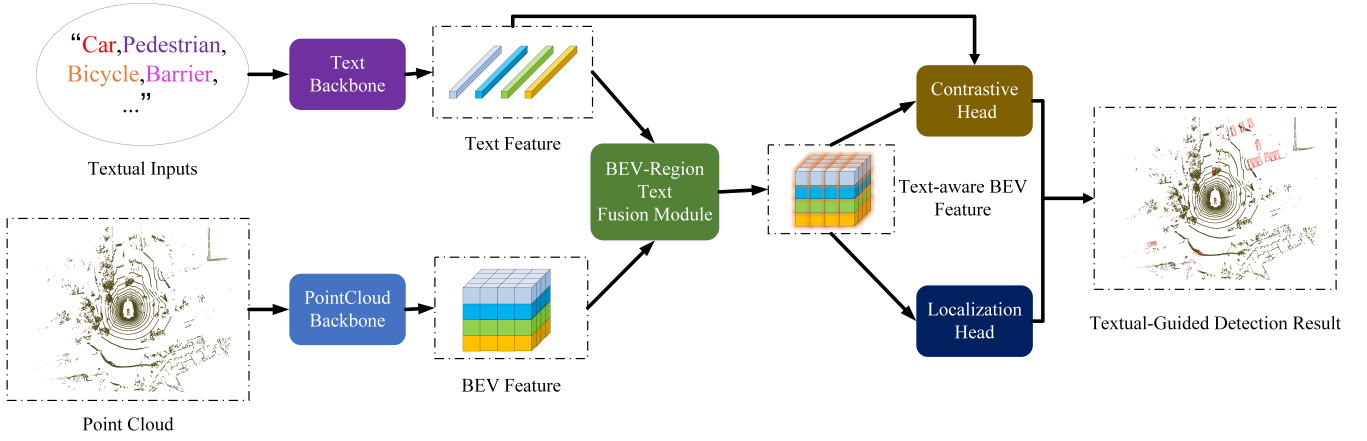 “Car,Pedestrian,
Bicycle,Barrier,
...”
Textual Inputs
Text
Backbone
Text Feature
Point Cloud
PointCloud
Backbone
BEV Feature
BEV-Region
Text
Fusion Module
Text-aware BEV
Feature
Contrastive
Head
Localization
Head
Textual-Guided Detection Result